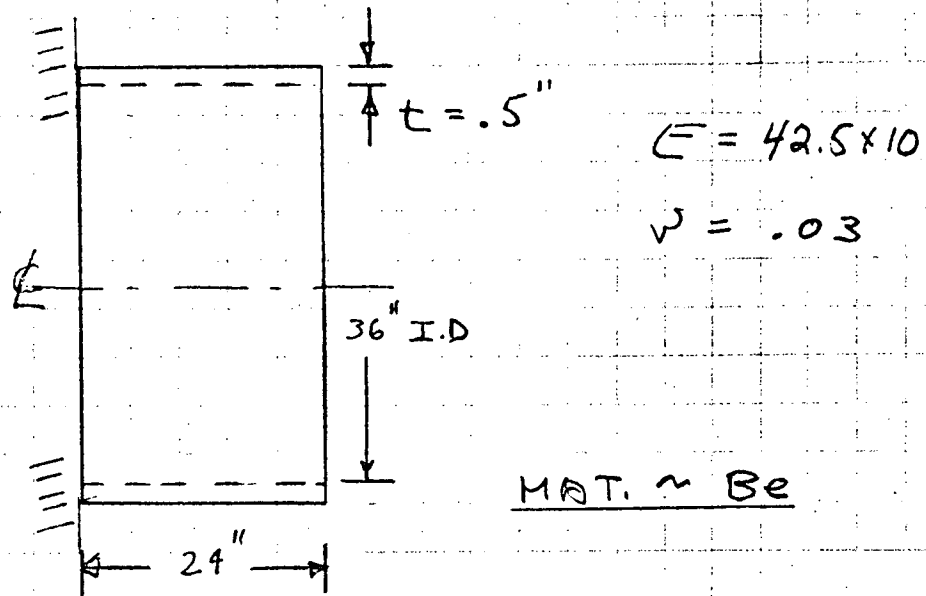 t = .5"
E = 42.5x10
ν = .03
℄
36" I.D
MAT. ~ Be
24"